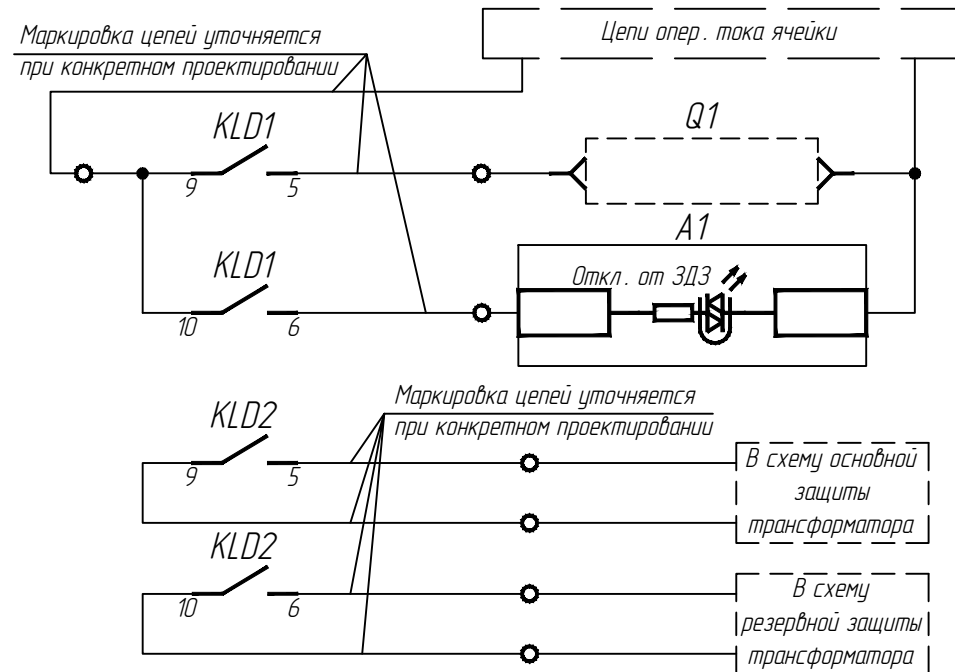 Цепи опер. тока ячейки
Маркировка цепей уточняется
при конкретном проектировании
KLD1
9
5
Q1
KLD1
10
6
A1
Откл. от ЗДЗ
Маркировка цепей уточняется
при конкретном проектировании
KLD2
9
5
В схему основной
защиты
трансформатора
KLD2
10
6
В схему
резервной защиты
трансформатора